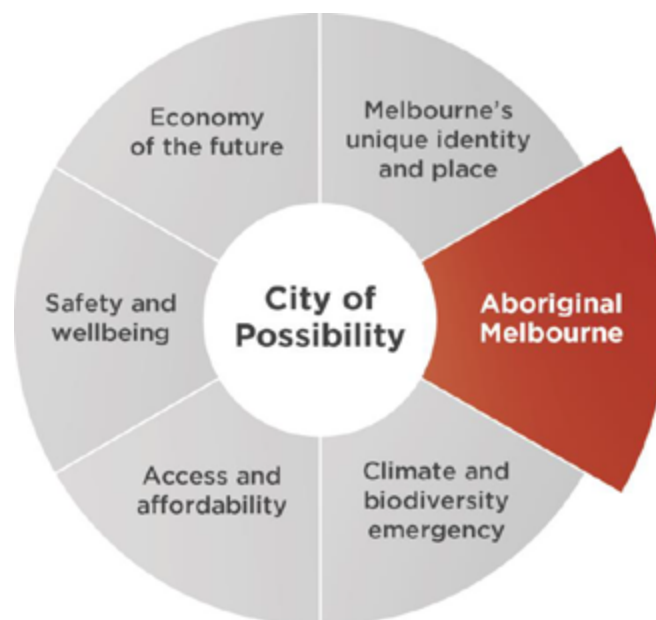 Economy
of the future
Melbourne's
unique identity
and place
Safety and
wellbeing
City of
Possibility
Aboriginal
Melbourne
Access and
affordability
Climate and
biodiversity
emergency